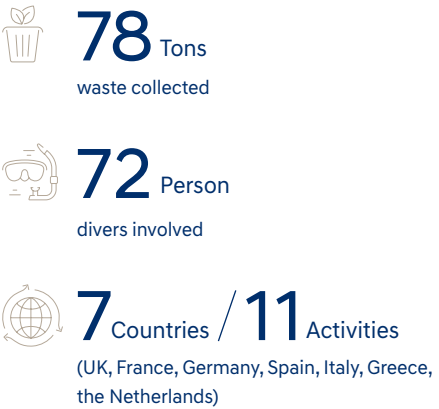 78 Tons
waste collected
72 Person
divers involved
7 Countries / 11 Activities
(UK, France, Germany, Spain, Italy, Greece,
the Netherlands)